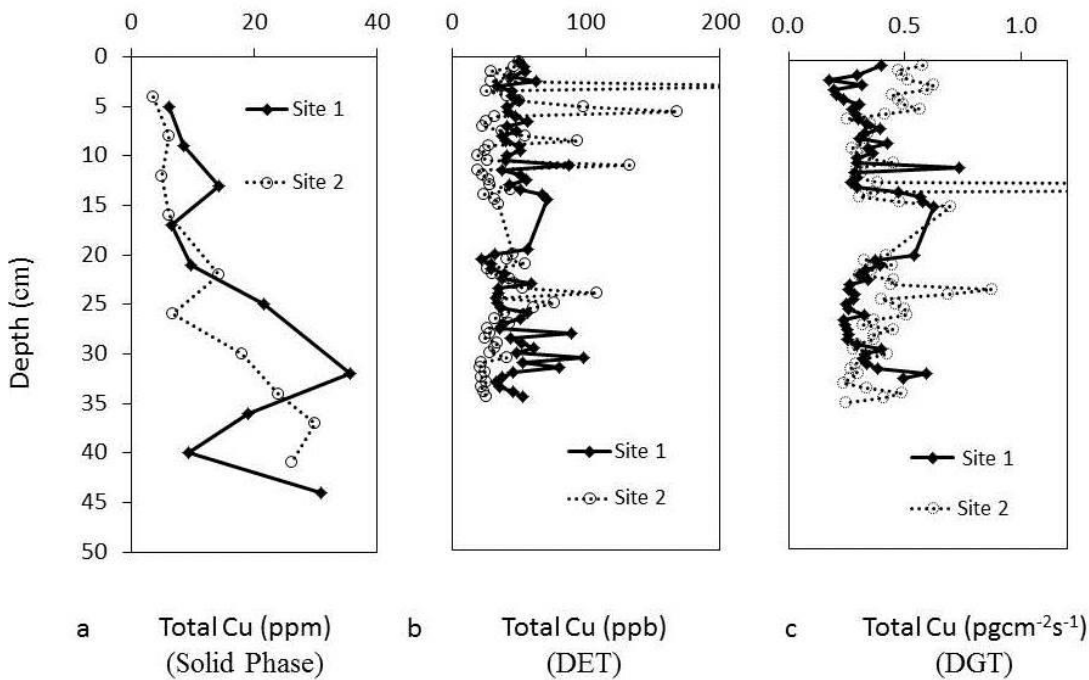 0 20 40
0 100 200
0.0 0.5 1.0
Depth (cm)
0
5
10
15
20
25
30
35
40
45
50
Site 1
Site 2
Site 1
Site 2
Site 1
Site 2
a Total Cu (ppm)
(Solid Phase)
b Total Cu (ppb)
(DET)
c Total Cu (pgcm⁻²s⁻¹)
(DGT)